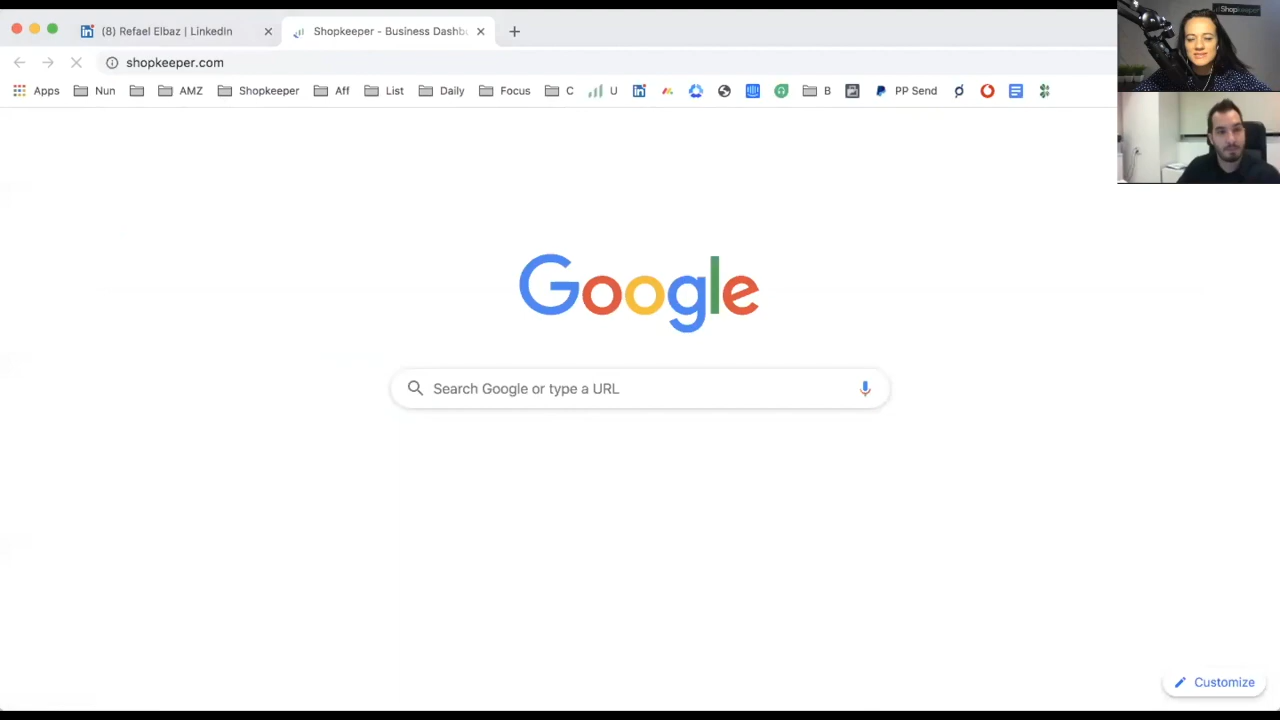 (8) Refael Elbaz | LinkedIn
Shopkeeper - Business Dashb
shopkeeper.com
Apps Nun AMZ Shopkeeper Aff List Daily Focus C U B PP Send
Google
Search Google or type a URL
Customize
Shopkeeper